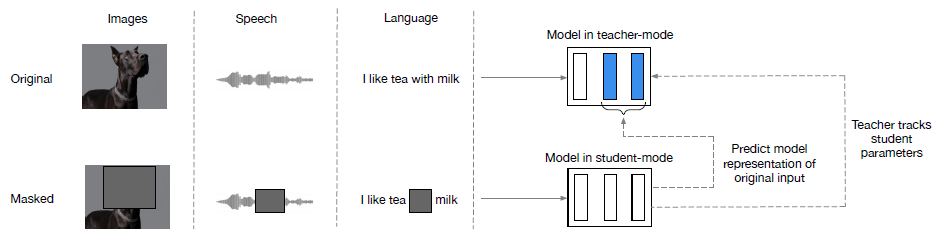 Images
Speech
Language
Model in teacher-mode
Original
I like tea with milk
Teacher tracks
student
parameters
Predict model
representation of
original input
Model in student-mode
Masked
I like tea milk